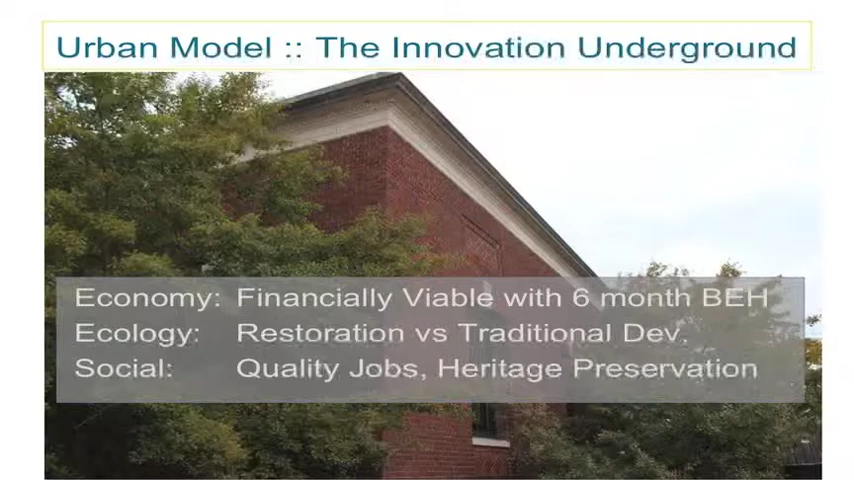 Urban Model :: The Innovation Underground
Economy: Financially Viable with 6 month BEH
Ecology: Restoration vs Traditional Dev.
Social: Quality Jobs, Heritage Preservation